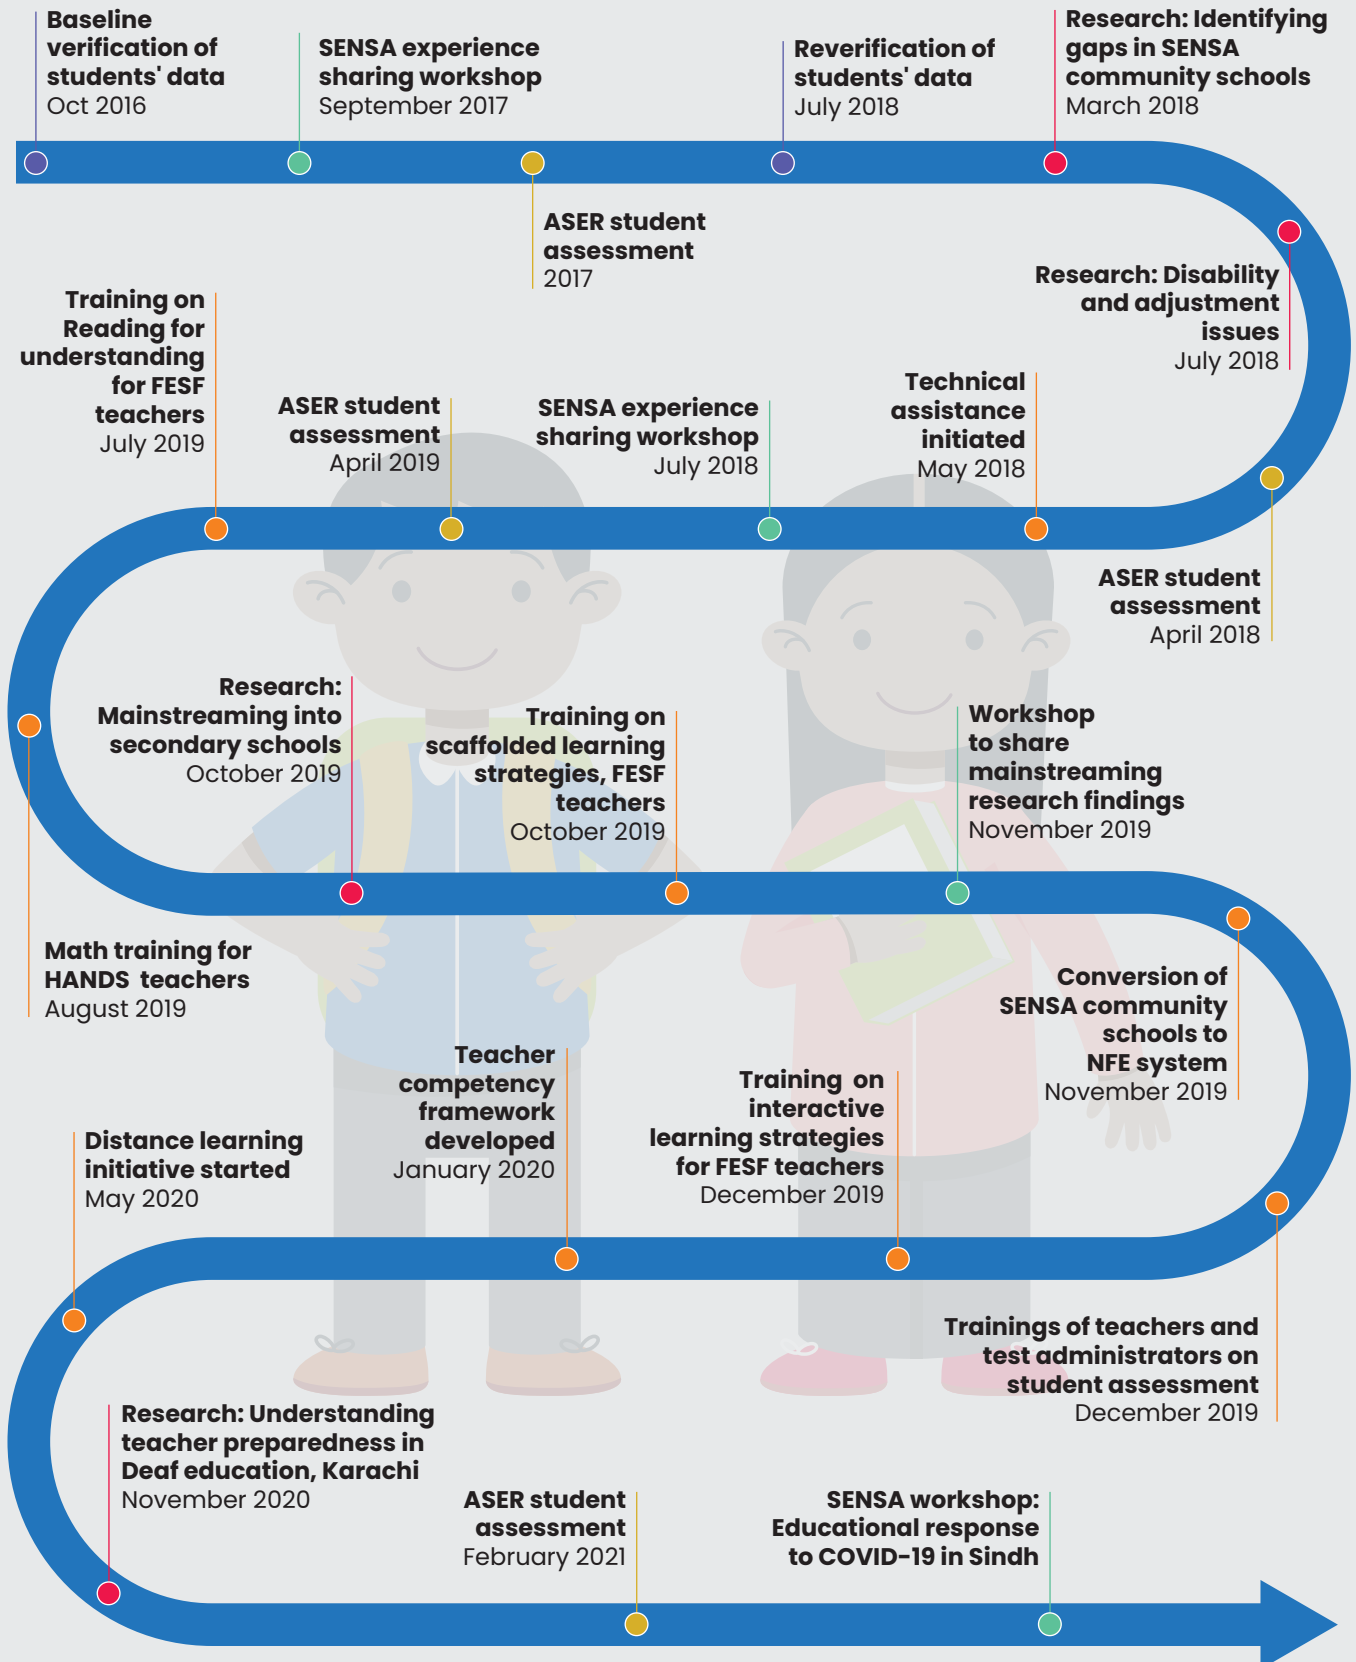 Baseline
verification of
students' data
Oct 2016
SENSA experience
sharing workshop
September 2017
ASER student
assessment
2017
Reverification of
students' data
July 2018
Research: Identifying
gaps in SENSA
community schools
March 2018
Research: Disability
and adjustment
issues
July 2018
ASER student
assessment
April 2018
Technical
assistance
initiated
May 2018
SENSA experience
sharing workshop
July 2018
ASER student
assessment
April 2019
Training on
Reading for
understanding
for FESF
teachers
July 2019
Math training for
HANDS teachers
August 2019
Research:
Mainstreaming into
secondary schools
October 2019
Training on
scaffolded learning
strategies, FESF
teachers
October 2019
Workshop
to share
mainstreaming
research findings
November 2019
Conversion of
SENSA community
schools to
NFE system
November 2019
Trainings of teachers and
test administrators on
student assessment
December 2019
Training on
interactive
learning strategies
for FESF teachers
December 2019
Teacher
competency
framework
developed
January 2020
Distance learning
initiative started
May 2020
Research: Understanding
teacher preparedness in
Deaf education, Karachi
November 2020
ASER student
assessment
February 2021
SENSA workshop:
Educational response
to COVID-19 in Sindh